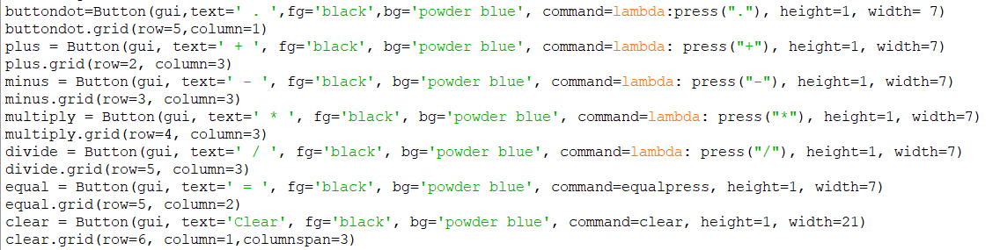 buttondot=Button(gui,text=' . ',fg='black',bg='powder blue', command=lambda:press("."), height=1, width= 7)
buttondot.grid(row=5,column=1)
plus = Button(gui, text=' + ', fg='black', bg='powder blue', command=lambda: press("+"), height=1, width=7)
plus.grid(row=2, column=3)
minus = Button(gui, text=' - ', fg='black', bg='powder blue', command=lambda: press("-"), height=1, width=7)
minus.grid(row=3, column=3)
multiply = Button(gui, text=' * ', fg='black', bg='powder blue', command=lambda: press("*"), height=1, width=7)
multiply.grid(row=4, column=3)
divide = Button(gui, text=' / ', fg='black', bg='powder blue', command=lambda: press("/"), height=1, width=7)
divide.grid(row=5, column=3)
equal = Button(gui, text=' = ', fg='black', bg='powder blue', command=equalpress, height=1, width=7)
equal.grid(row=5, column=2)
clear = Button(gui, text='Clear', fg='black', bg='powder blue', command=clear, height=1, width=21)
clear.grid(row=6, column=1,columnspan=3)